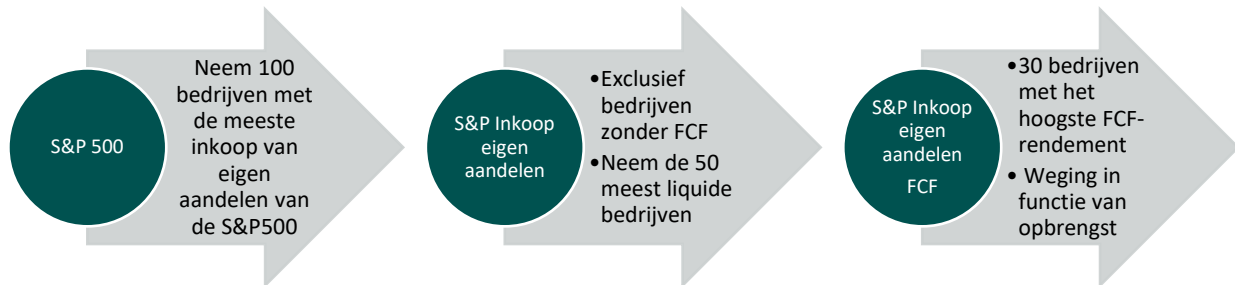 S&P 500
Neem 100
bedrijven met
de meeste
inkoop van
eigen
aandelen van
de S&P500
S&P Inkoop
eigen
aandelen
•Exclusief
bedrijven
zonder FCF
•Neem de 50
meest liquide
bedrijven
S&P Inkoop
eigen
aandelen
FCF
•30 bedrijven
met het
hoogste FCF-
rendement
• Weging in
functie van
opbrengst